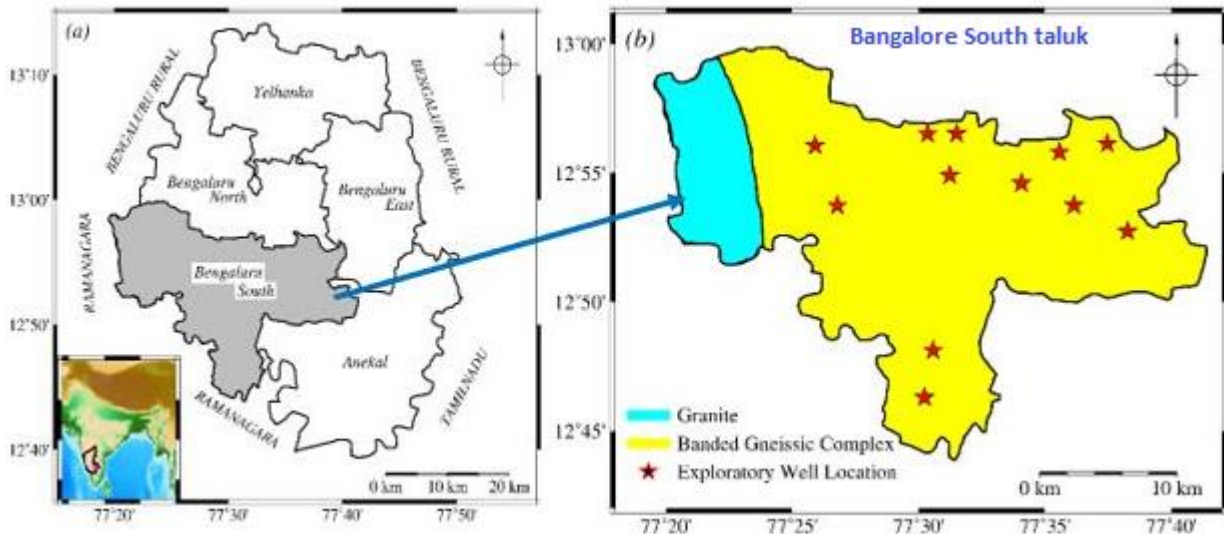 (a)
13°10'
13°00'
12°50'
12°40'
BENGALURU RURAL
BENGALURU RURAL
RAMANAGARA
RAMANAGARA
TAMILNADU
Yelhanka
Bengaluru
North
Bengaluru
East
Bengaluru
South
Anekal
0 km 10 km 20 km
77°20' 77°30' 77°40' 77°50'
(b)
Bangalore South taluk
13°00'
12°55'
12°50'
12°45'
Granite
Banded Gneissic Complex
Exploratory Well Location
0 km 10 km
77°20' 77°25' 77°30' 77°35' 77°40'